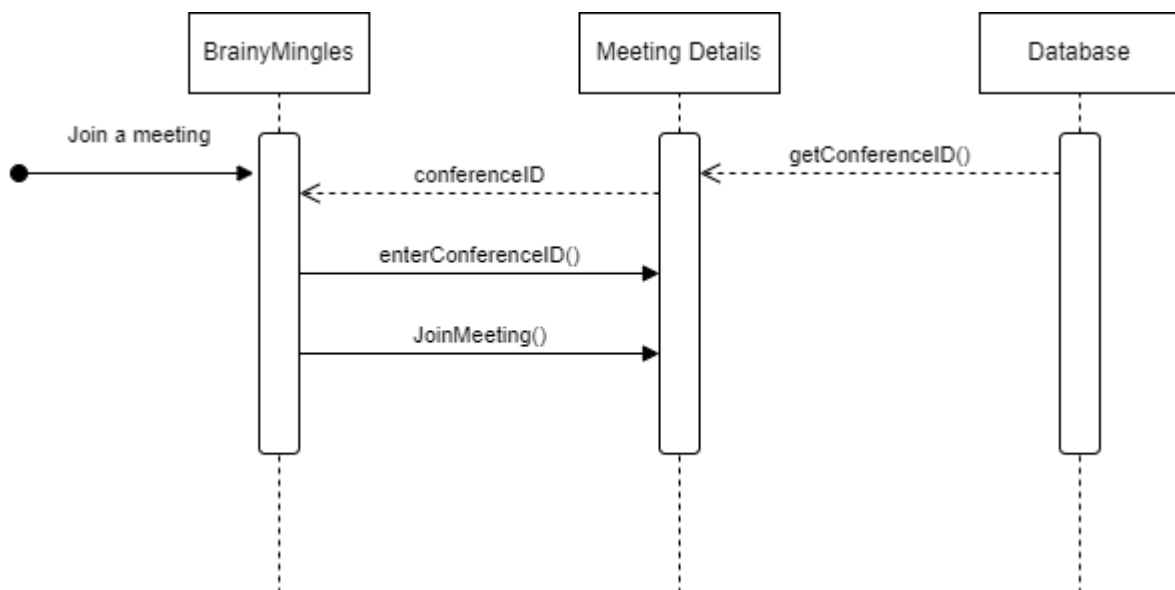 BrainyMingles
Meeting Details
Database
Join a meeting
getConferenceID()
conferenceID
enterConferenceID()
JoinMeeting()